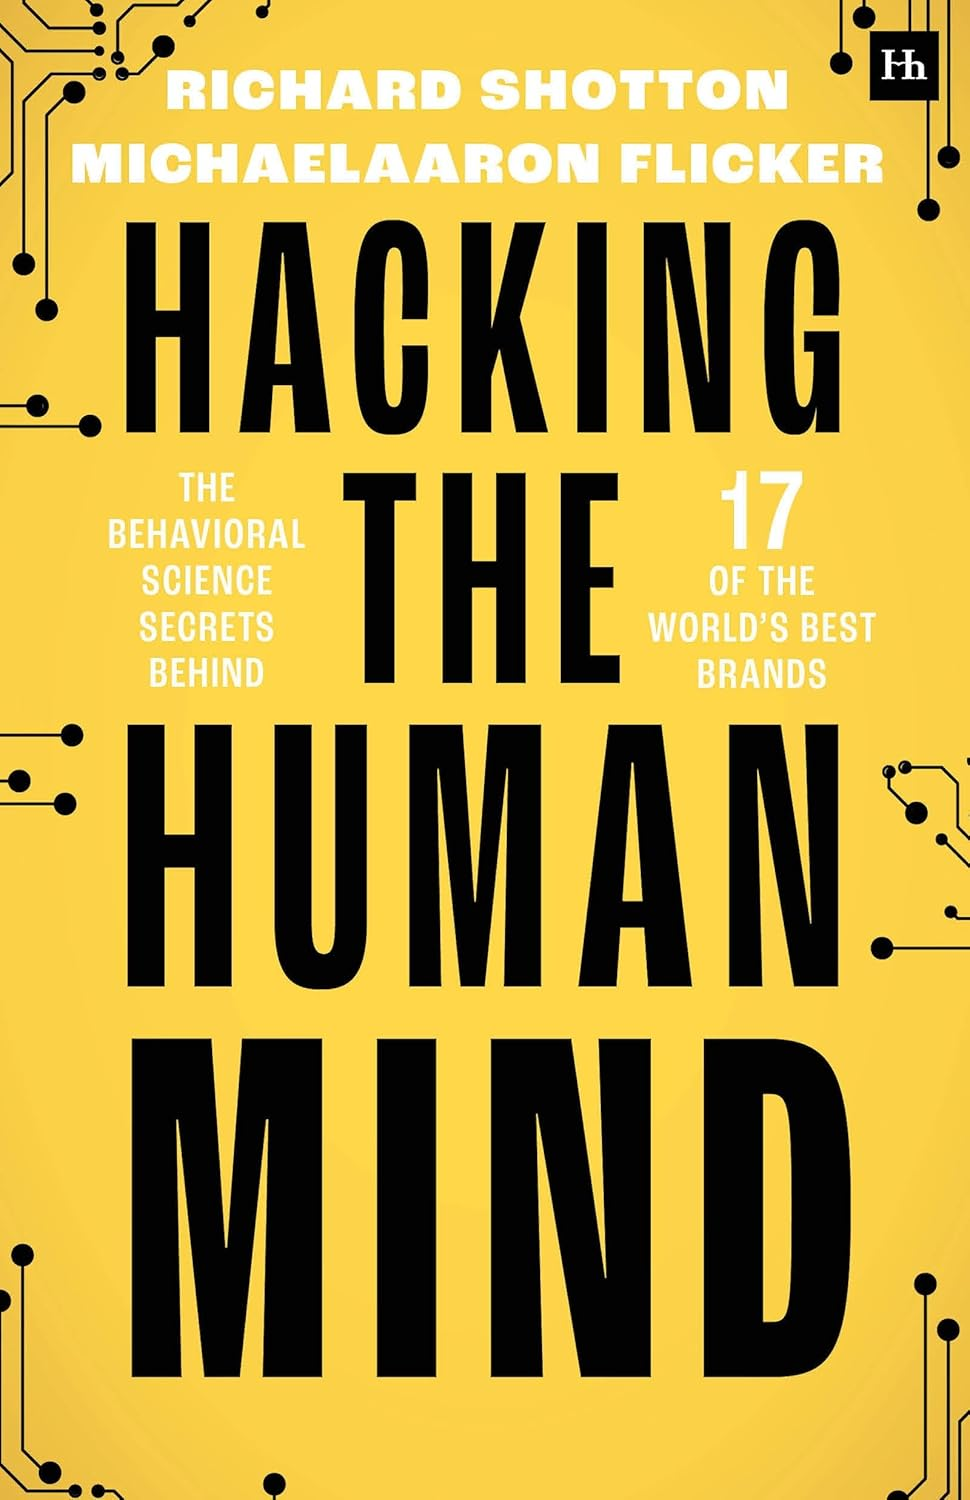 Hh
RICHARD SHOTTON
MICHAELAARON FLICKER
HACKING
THE
HUMAN
MIND
THE
BEHAVIORAL
SCIENCE
SECRETS
BEHIND
17
OF THE
WORLD'S BEST
BRANDS